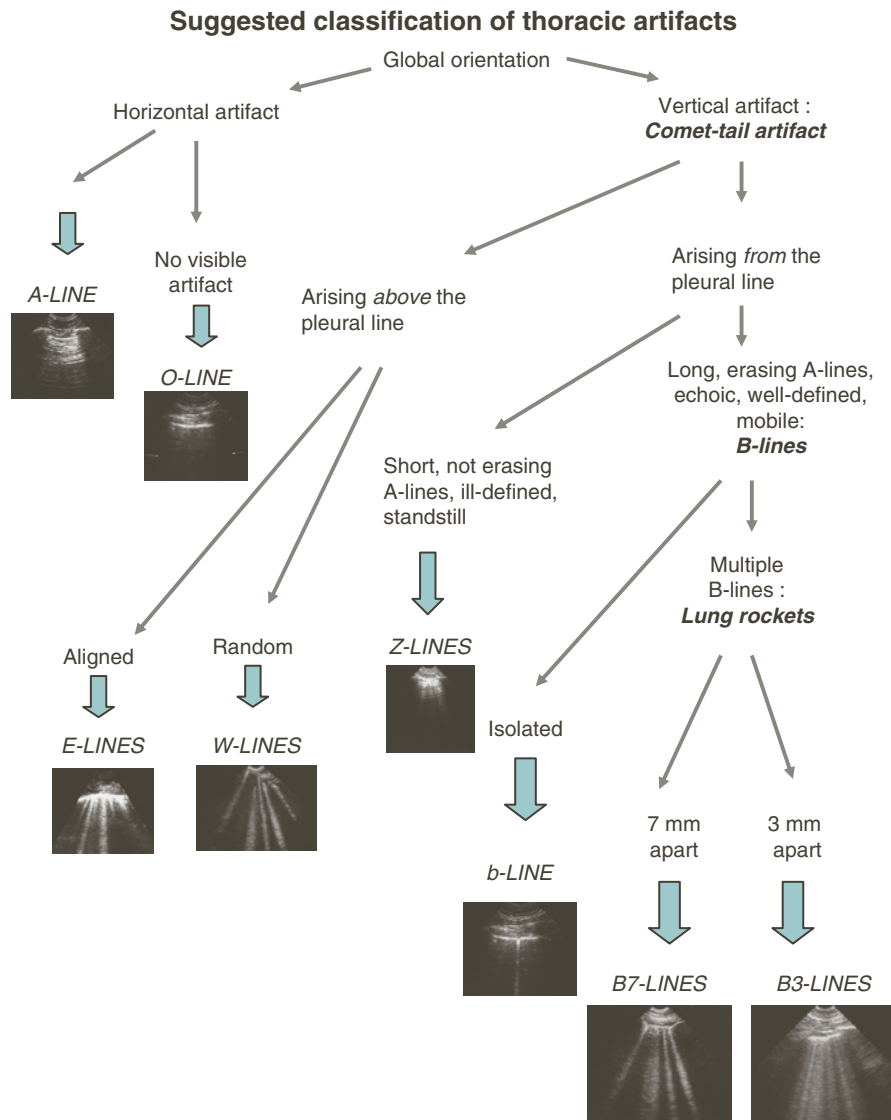 Suggested classification of thoracic artifacts
Global orientation
Horizontal artifact
Vertical artifact :
Comet-tail artifact
A-LINE
No visible
artifact
O-LINE
Arising above the
pleural line
Arising from the
pleural line
Long, erasing A-lines,
echoic, well-defined,
mobile:
B-lines
Short, not erasing
A-lines, ill-defined,
standstill
Multiple
B-lines :
Lung rockets
Aligned
Random
Z-LINES
E-LINES
W-LINES
Isolated
b-LINE
7 mm
apart
3 mm
apart
B7-LINES
B3-LINES